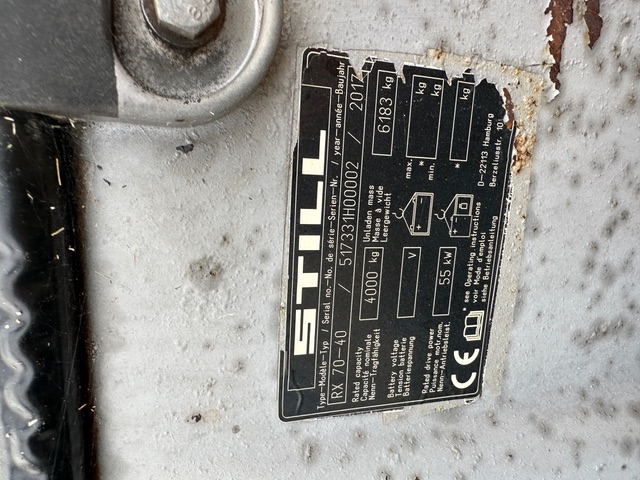 STILL
Type-Modèle-Typ / Serial no.-No. de série-Serien-Nr. / year-année-Baujahr
RX 70-40 / 517331H00002 / 2017
Rated capacity
Capacité nominale
Nenn-Tragfähigkeit
4000 kg
Unladen mass
Masse à vide
Leergewicht
6183 kg
Battery voltage
Tension batterie
Batteriespannung
V
max. kg
* min. kg
Rated drive power
Puissance motr.nom.
Nenn-Antriebsleist.
55 kW
* kg
CE
* see Operating instructions
voir Mode d'emploi
siehe Betriebsanleitung
D-22113 Hamburg
Berzeliusstr. 10